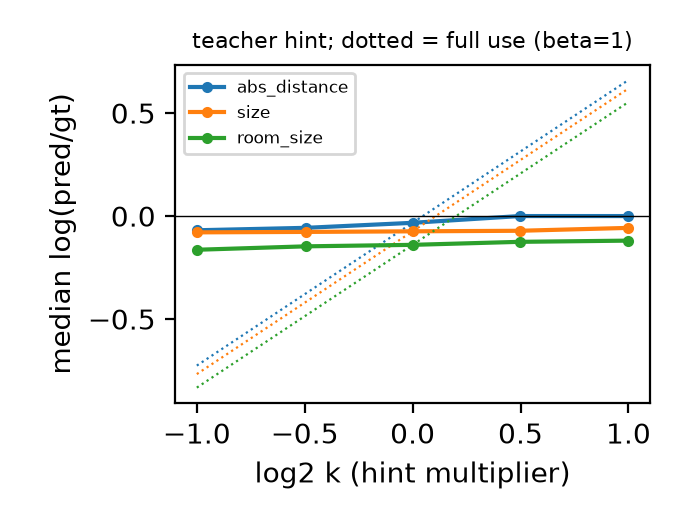 teacher hint; dotted = full use (beta=1)
abs_distance
size
room_size
median log(pred/gt)
0.5
0.0
−0.5
−1.0 −0.5 0.0 0.5 1.0
log2 k (hint multiplier)